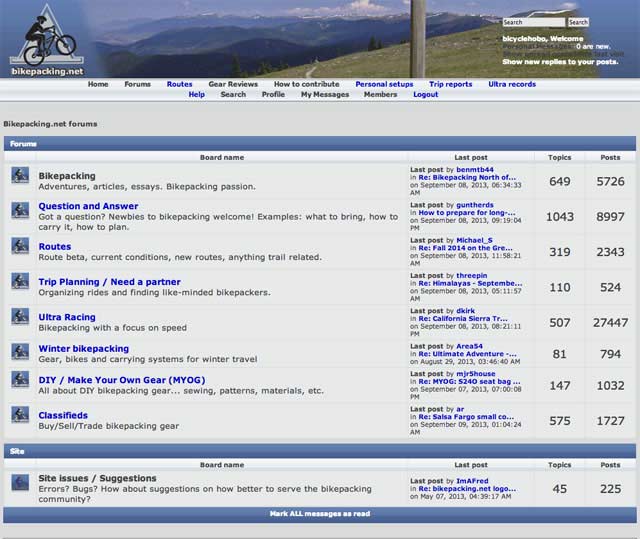 Search
Search
bicyclehobo, Welcome
Personal Messages: 0 are new.
Show unread posts since last visit.
Show new replies to your posts.
bikepacking.net
Home Forums Routes Gear Reviews How to contribute Personal setups Trip reports Ultra records
Help Search Profile My Messages Members Logout
Bikepacking.net forums
Forums
Board name Last post Topics Posts
Bikepacking
Adventures, articles, essays. Bikepacking passion.
Last post by benmtb44
in Re: Bikepacking North of...
on September 08, 2013, 06:34:33
AM
649 5726
Question and Answer
Got a question? Newbies to bikepacking welcome! Examples: what to bring, how to
carry it, how to plan.
Last post by guntherds
in How to prepare for long-...
on September 08, 2013, 09:19:04
PM
1043 8997
Routes
Route beta, current conditions, new routes, anything trail related.
Last post by Michael_S
in Re: Fall 2014 on the Gre...
on September 08, 2013, 11:58:21
AM
319 2343
Trip Planning / Need a partner
Organizing rides and finding like-minded bikepackers.
Last post by threepin
in Re: Himalayas - Septembe...
on September 08, 2013, 05:11:57
AM
110 524
Ultra Racing
Bikepacking with a focus on speed
Last post by dkirk
in Re: California Sierra Tr...
on September 08, 2013, 08:21:11
PM
507 27447
Winter bikepacking
Gear, bikes and carrying systems for winter travel
Last post by Area54
in Re: Ultimate Adventure -...
on August 29, 2013, 03:46:40 AM
81 794
DIY / Make Your Own Gear (MYOG)
All about DIY bikepacking gear... sewing, patterns, materials, etc.
Last post by mjr5house
in Re: MYOG: S24O seat bag ...
on September 07, 2013, 07:00:08
PM
147 1032
Classifieds
Buy/Sell/Trade bikepacking gear
Last post by ar
in Re: Salsa Fargo small co...
on September 09, 2013, 01:04:24
AM
575 1727
Site
Board name Last post Topics Posts
Site issues / Suggestions
Errors? Bugs? How about suggestions on how better to serve the bikepacking
community?
Last post by ImAFred
in Re: bikepacking.net logo...
on May 07, 2013, 04:39:17 AM
45 225
Mark ALL messages as read